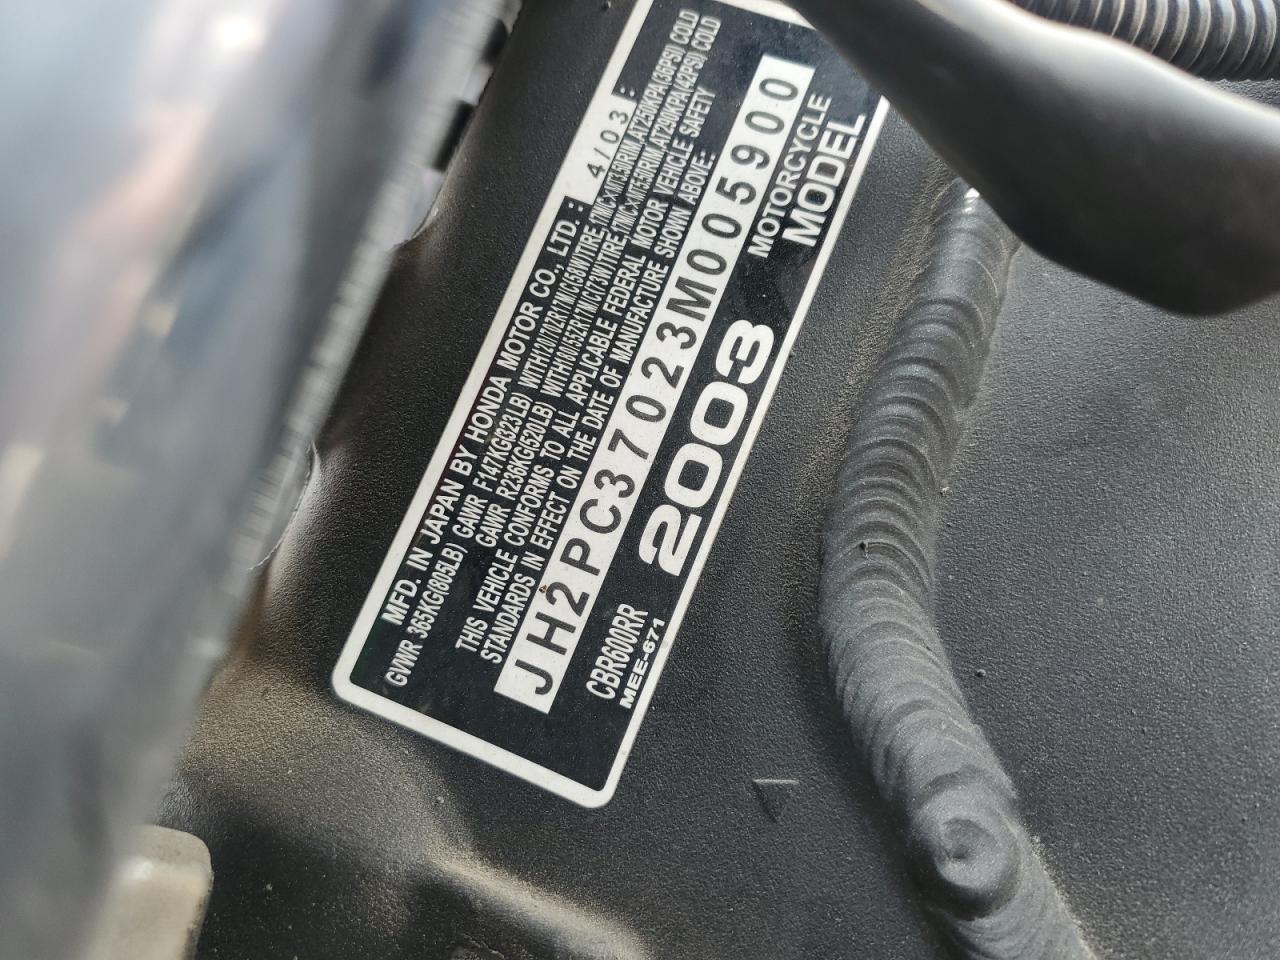 MFD. IN JAPAN BY HONDA MOTOR CO., LTD.: 4/03
GVWR 365KG(805LB) GAWR F147KG(323LB) WITH120/70ZR17M/C(58W)TIRE,17MC×MT3.50RIM,AT250KPA(36PSI) COLD
GAWR R236KG(520LB) WITH180/55ZR17M/C(73W)TIRE,17MC×MT5.50RIM,AT290KPA(42PSI) COLD
THIS VEHICLE CONFORMS TO ALL APPLICABLE FEDERAL MOTOR VEHICLE SAFETY
STANDARDS IN EFFECT ON THE DATE OF MANUFACTURE SHOWN ABOVE:
JH2PC37023M005900
MOTORCYCLE
CBR600RR 2003 MODEL
MEE-671